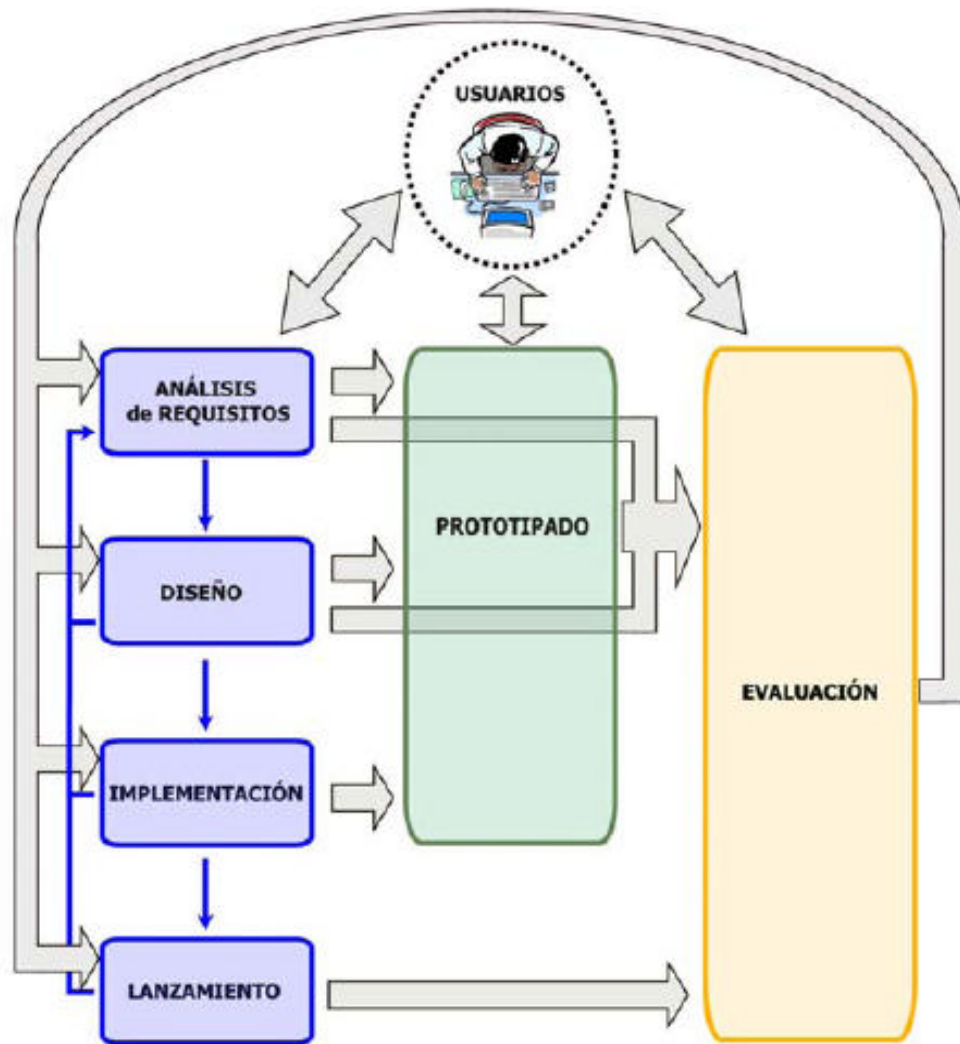 USUARIOS
ANÁLISIS
de REQUISITOS
PROTOTIPADO
DISEÑO
EVALUACIÓN
IMPLEMENTACIÓN
LANZAMIENTO